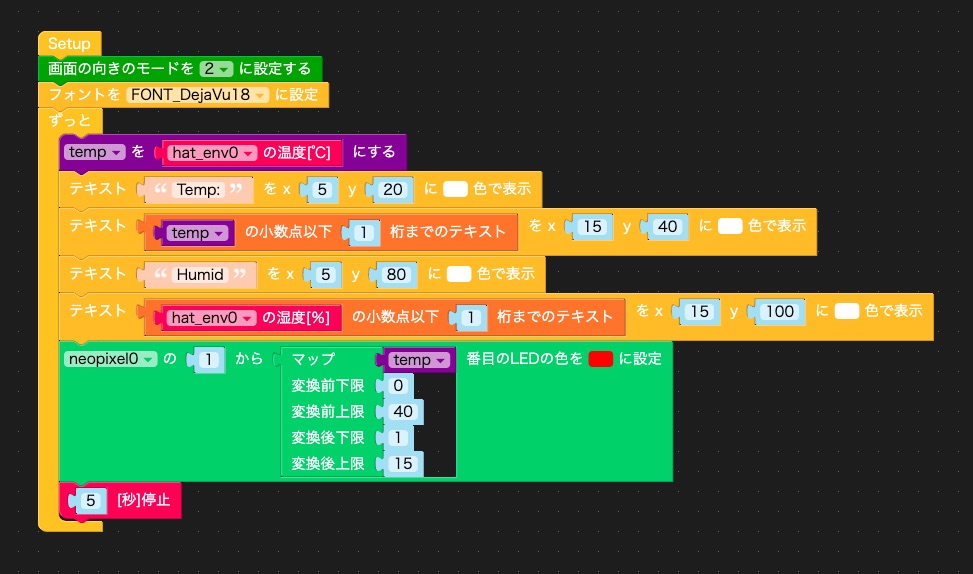 Setup
画面の向きのモードを 2 に設定する
フォントを FONT_DejaVu18 に設定
ずっと
temp を hat_env0 の温度[℃] にする
テキスト “ Temp: ” を x 5 y 20 に 色で表示
テキスト temp の小数点以下 1 桁までのテキスト を x 15 y 40 に 色で表示
テキスト “ Humid ” を x 5 y 80 に 色で表示
テキスト hat_env0 の湿度[%] の小数点以下 1 桁までのテキスト を x 15 y 100 に 色で表示
neopixel0 の 1 から マップ temp 番目のLEDの色を に設定
変換前下限 0
変換前上限 40
変換後下限 1
変換後上限 15
5 [秒]停止